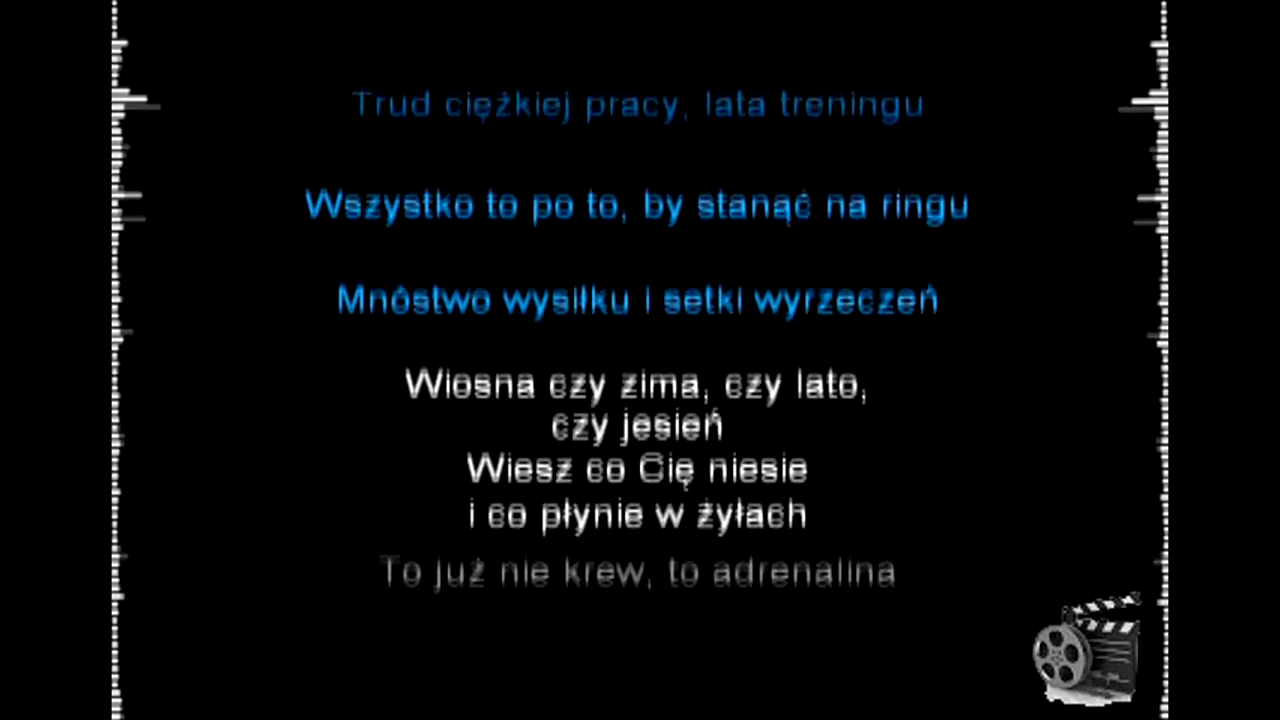 Trud ciężkiej pracy, lata treningu
Wszystko to po to, by stanąć na ringu
Mnóstwo wysiłku i setki wyrzeczeń
Wiosna czy zima, czy lato,
czy jesień
Wiesz co Cię niesie
i co płynie w żyłach
To już nie krew, to adrenalina